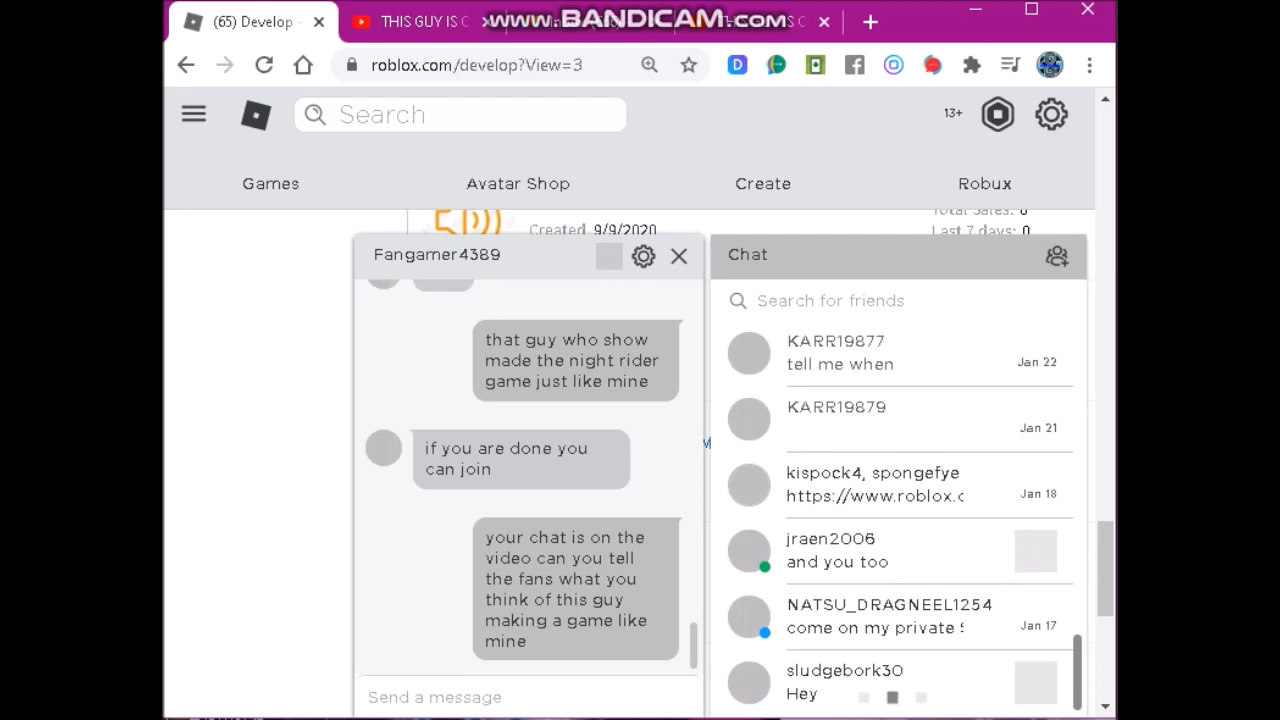 www.BANDICAM.com
(65) Develop -
THIS GUY IS C
roblox.com/develop?View=3
Search
13+
Games
Avatar Shop
Create
Robux
Created 9/9/2020
Total Sales: 0
Last 7 days: 0
Fangamer4389
that guy who show
made the night rider
game just like mine
if you are done you
can join
your chat is on the
video can you tell
the fans what you
think of this guy
making a game like
mine
Send a message
Chat
Search for friends
KARR19877
tell me when
Jan 22
KARR19879
Jan 21
kispock4, spongefye
https://www.roblox.c
Jan 18
jraen2006
and you too
NATSU_DRAGNEEL1254
come on my private
Jan 17
sludgebork30
Hey